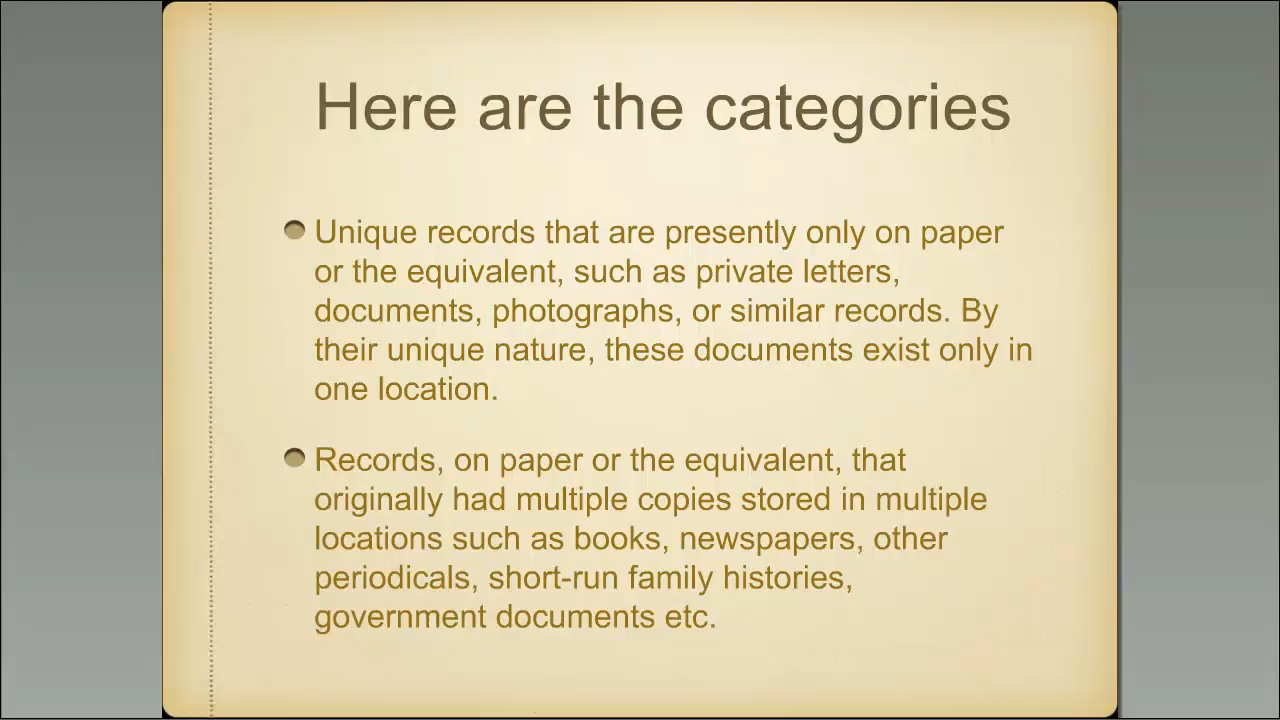 Here are the categories
Unique records that are presently only on paper
or the equivalent, such as private letters,
documents, photographs, or similar records. By
their unique nature, these documents exist only in
one location.
Records, on paper or the equivalent, that
originally had multiple copies stored in multiple
locations such as books, newspapers, other
periodicals, short-run family histories,
government documents etc.